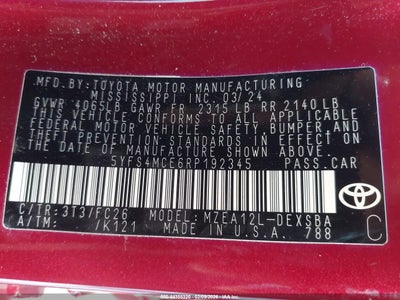 MFD. BY: TOYOTA MOTOR MANUFACTURING
MISSISSIPPI INC. 03/24
GVWR 4065LB GAWR FR 2315LB RR 2140LB
THIS VEHICLE CONFORMS TO ALL APPLICABLE
FEDERAL MOTOR VEHICLE SAFETY, BUMPER, AND
THEFT PREVENTION STANDARDS IN EFFECT ON THE
DATE OF MANUFACTURE SHOWN ABOVE.
5YFS4MCE6RP192345 PASS.CAR
C/TR:3T3/FC26 MODEL:MZEA12L-DEXSBA
A/TM: /K121 MADE IN U.S.A. 788
TOYOTA
C